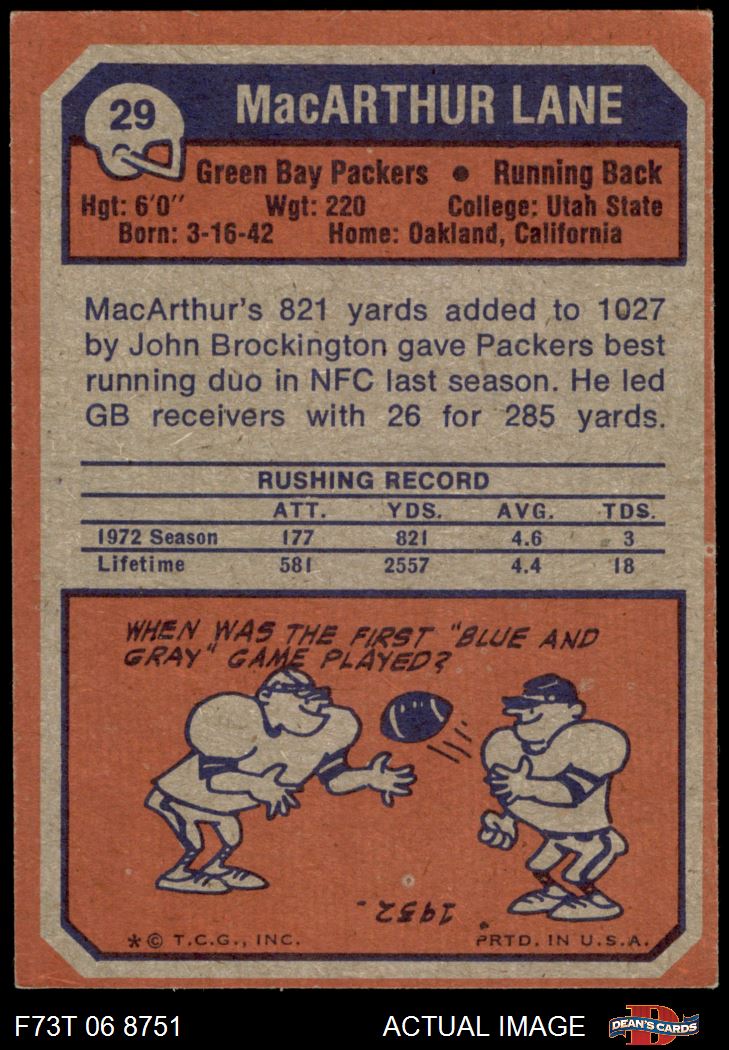 29
MacARTHUR LANE
Green Bay Packers • Running Back
Hgt: 6'0" Wgt: 220 College: Utah State
Born: 3-16-42 Home: Oakland, California
MacArthur's 821 yards added to 1027
by John Brockington gave Packers best
running duo in NFC last season. He led
GB receivers with 26 for 285 yards.
RUSHING RECORD
ATT. YDS. AVG. TDS.
1972 Season 177 821 4.6 3
Lifetime 581 2557 4.4 18
WHEN WAS THE FIRST "BLUE AND
GRAY" GAME PLAYED?
1952.
* © T.C.G., INC. PRTD. IN U.S.A.
F73T 06 8751 ACTUAL IMAGE DEAN'S CARDS